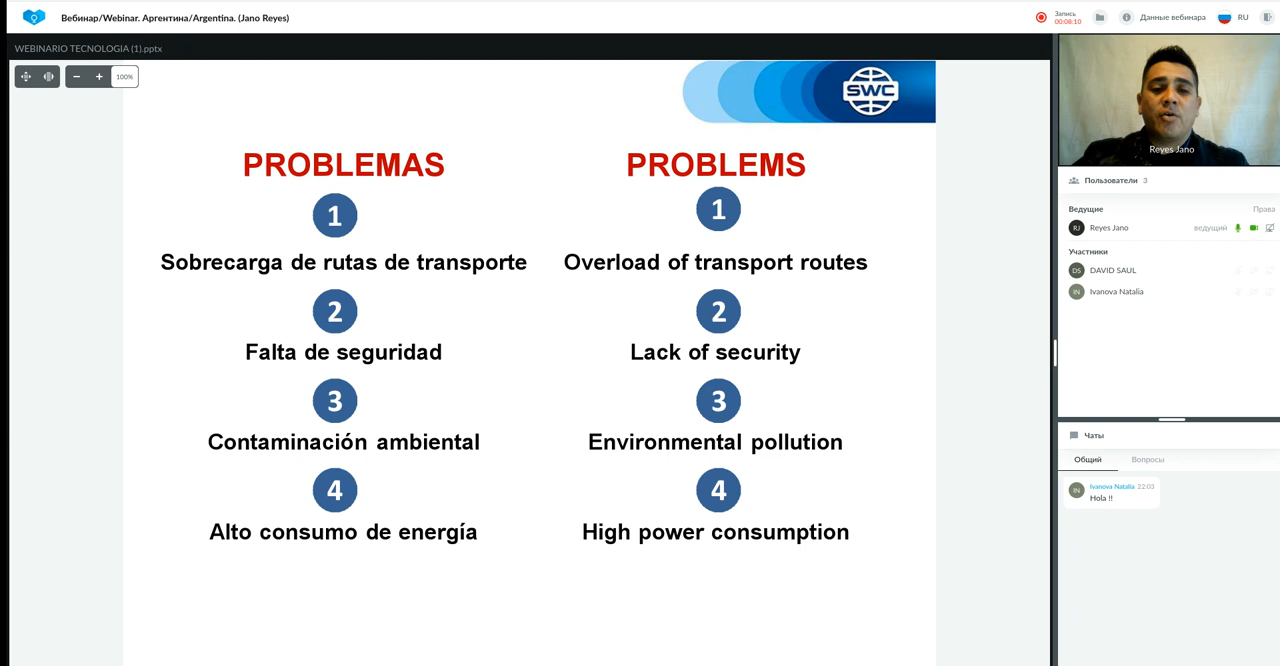 Вебинар/Webinar. Аргентина/Argentina. (Jano Reyes)
Запись
00:08:10
Данные вебинара
RU
WEBINARIO TECNOLOGIA (1).pptx
100%
SWC
PROBLEMAS
1
Sobrecarga de rutas de transporte
2
Falta de seguridad
3
Contaminación ambiental
4
Alto consumo de energía
PROBLEMS
1
Overload of transport routes
2
Lack of security
3
Environmental pollution
4
High power consumption
Reyes Jano
Пользователи 3
Ведущие Права
RJ Reyes Jano ведущий
Участники
DS DAVID SAUL
IN Ivanova Natalia
Чаты
Общий Вопросы
IN Ivanova Natalia 22:03
Hola !!